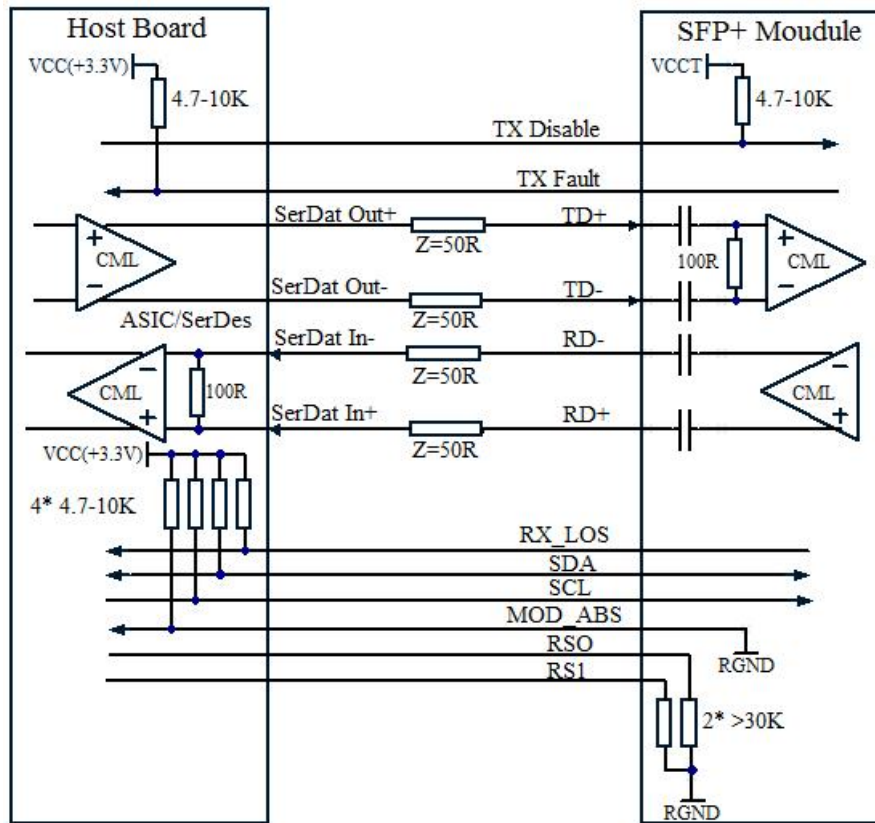 Host Board
SFP+ Moudule
VCC(+3.3V)
4.7-10K
VCCT
4.7-10K
TX Disable
TX Fault
SerDat Out+
TD+
Z=50R
CML
100R
CML
SerDat Out-
TD-
Z=50R
ASIC/SerDes
SerDat In-
RD-
Z=50R
CML
100R
CML
SerDat In+
RD+
Z=50R
VCC(+3.3V)
4* 4.7-10K
RX_LOS
SDA
SCL
MOD_ABS
RSO
RGND
RS1
2* >30K
RGND